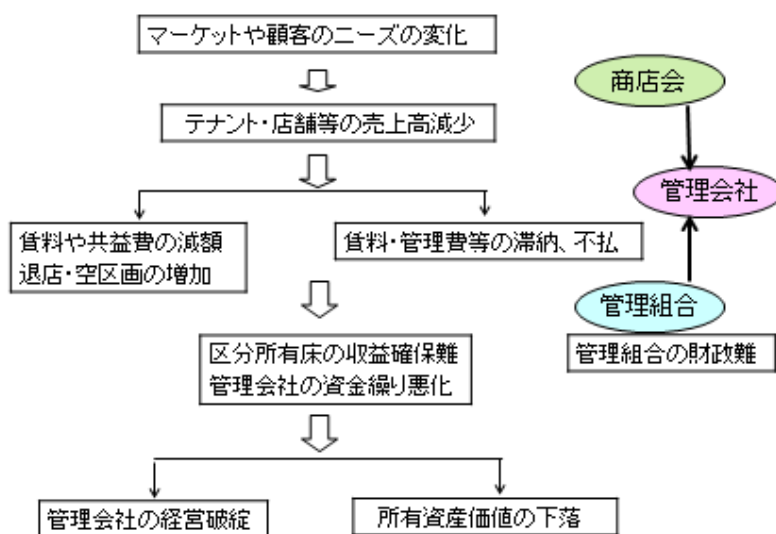 マーケットや顧客のニーズの変化
テナント・店舗等の売上高減少
賃料や共益費の減額
退店・空区画の増加
賃料・管理費等の滞納、不払
区分所有床の収益確保難
管理会社の資金繰り悪化
管理会社の経営破綻
所有資産価値の下落
商店会
管理会社
管理組合
管理組合の財政難